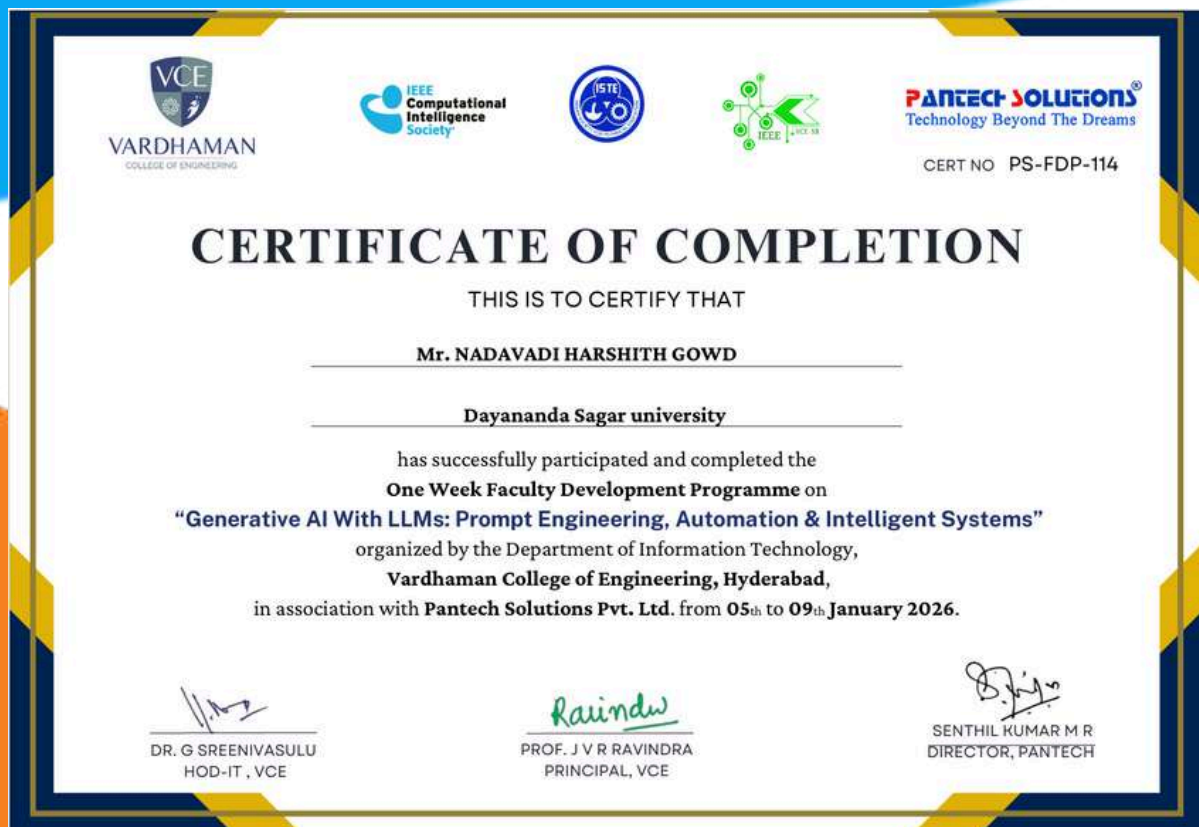 VCE
VARDHAMAN
COLLEGE OF ENGINEERING
IEEE
Computational
Intelligence
Society
ISTE
IEEE VCE SB
PANTECH SOLUTIONS®
Technology Beyond The Dreams
CERT NO PS-FDP-114
CERTIFICATE OF COMPLETION
THIS IS TO CERTIFY THAT
Mr. NADAVADI HARSHITH GOWD
Dayananda Sagar university
has successfully participated and completed the
One Week Faculty Development Programme on
“Generative AI With LLMs: Prompt Engineering, Automation & Intelligent Systems”
organized by the Department of Information Technology,
Vardhaman College of Engineering, Hyderabad,
in association with Pantech Solutions Pvt. Ltd. from 05th to 09th January 2026.
Ravindra
DR. G SREENIVASULU
HOD-IT , VCE
PROF. J V R RAVINDRA
PRINCIPAL, VCE
SENTHIL KUMAR M R
DIRECTOR, PANTECH